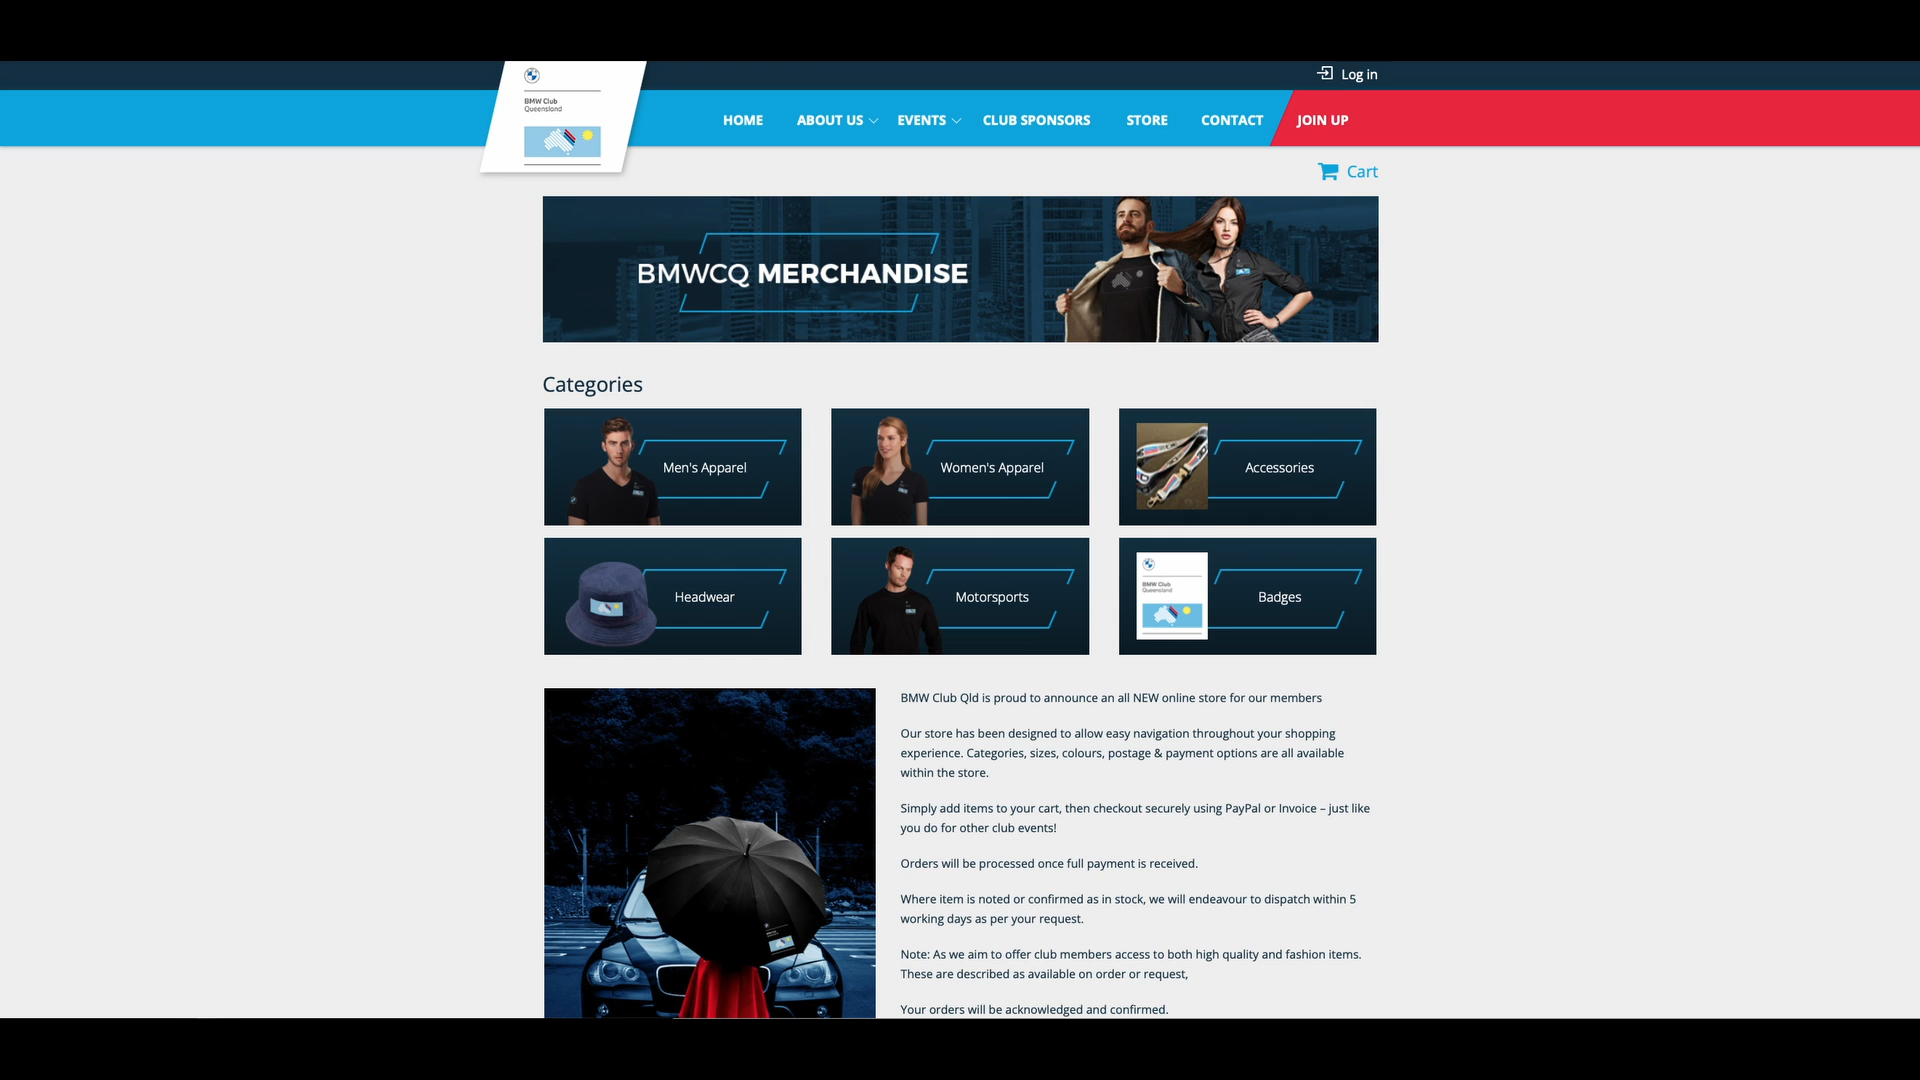 Log in
BMW Club
Queensland
HOME
ABOUT US
EVENTS
CLUB SPONSORS
STORE
CONTACT
JOIN UP
Cart
BMWCQ MERCHANDISE
Categories
Men's Apparel
Women's Apparel
Accessories
Headwear
Motorsports
BMW Club
Queensland
Badges
BMW Club Qld is proud to announce an all NEW online store for our members
Our store has been designed to allow easy navigation throughout your shopping
experience. Categories, sizes, colours, postage & payment options are all available
within the store.
Simply add items to your cart, then checkout securely using PayPal or Invoice – just like
you do for other club events!
Orders will be processed once full payment is received.
Where item is noted or confirmed as in stock, we will endeavour to dispatch within 5
working days as per your request.
Note: As we aim to offer club members access to both high quality and fashion items.
These are described as available on order or request,
Your orders will be acknowledged and confirmed.